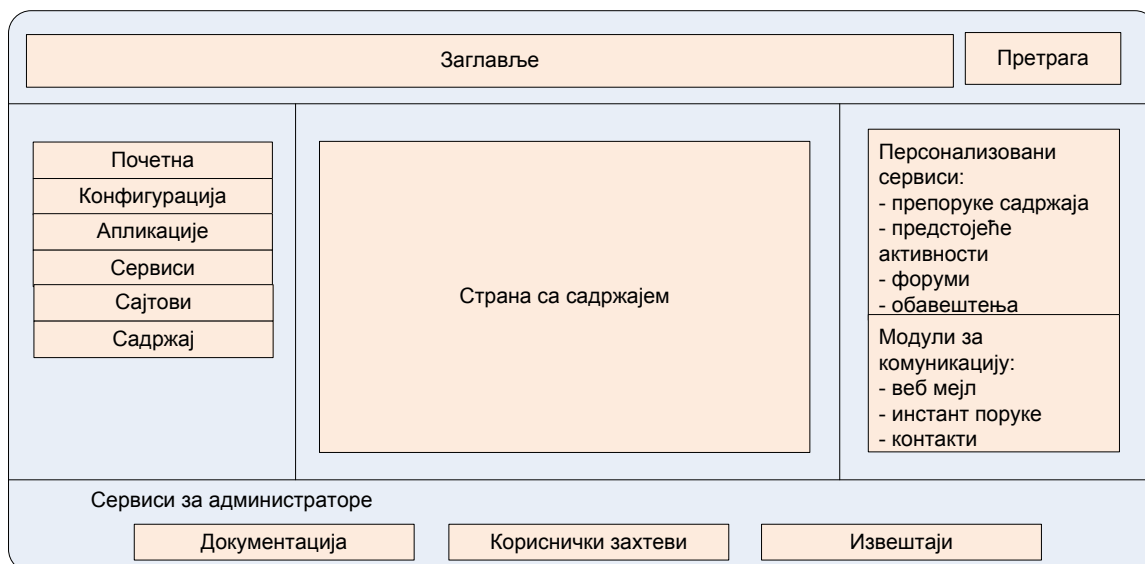 Заглавље
Претрага
Почетна
Конфигурација
Апликације
Сервиси
Сајтови
Садржај
Страна са садржајем
Персонализовани
сервиси:
- препоруке садржаја
- предстојеће
активности
- форуми
- обавештења
Модули за
комуникацију:
- веб мејл
- инстант поруке
- контакти
Сервиси за администраторе
Документација
Кориснички захтеви
Извештаји